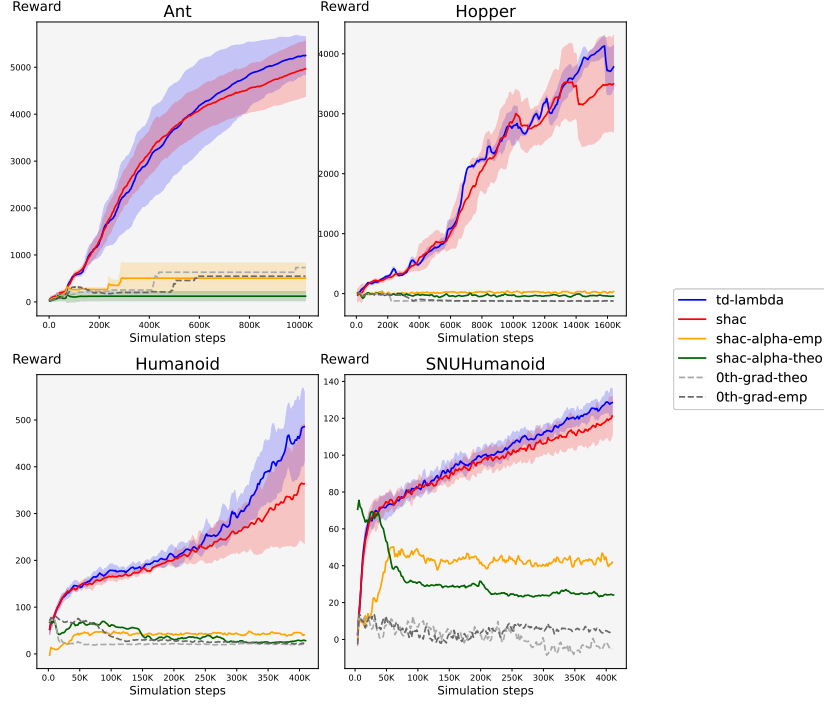 Reward
Ant
5000
4000
3000
2000
1000
0
0.0 200K 400K 600K 800K 1000K
Simulation steps
Reward
Hopper
4000
3000
2000
1000
0
0.0 200K 400K 600K 800K 1000K 1200K 1400K 1600K
Simulation steps
Reward
Humanoid
500
400
300
200
100
0
0.0 50K 100K 150K 200K 250K 300K 350K 400K
Simulation steps
Reward
SNUHumanoid
140
120
100
80
60
40
20
0
0.0 50K 100K 150K 200K 250K 300K 350K 400K
Simulation steps
td-lambda
shac
shac-alpha-emp
shac-alpha-theo
0th-grad-theo
0th-grad-emp